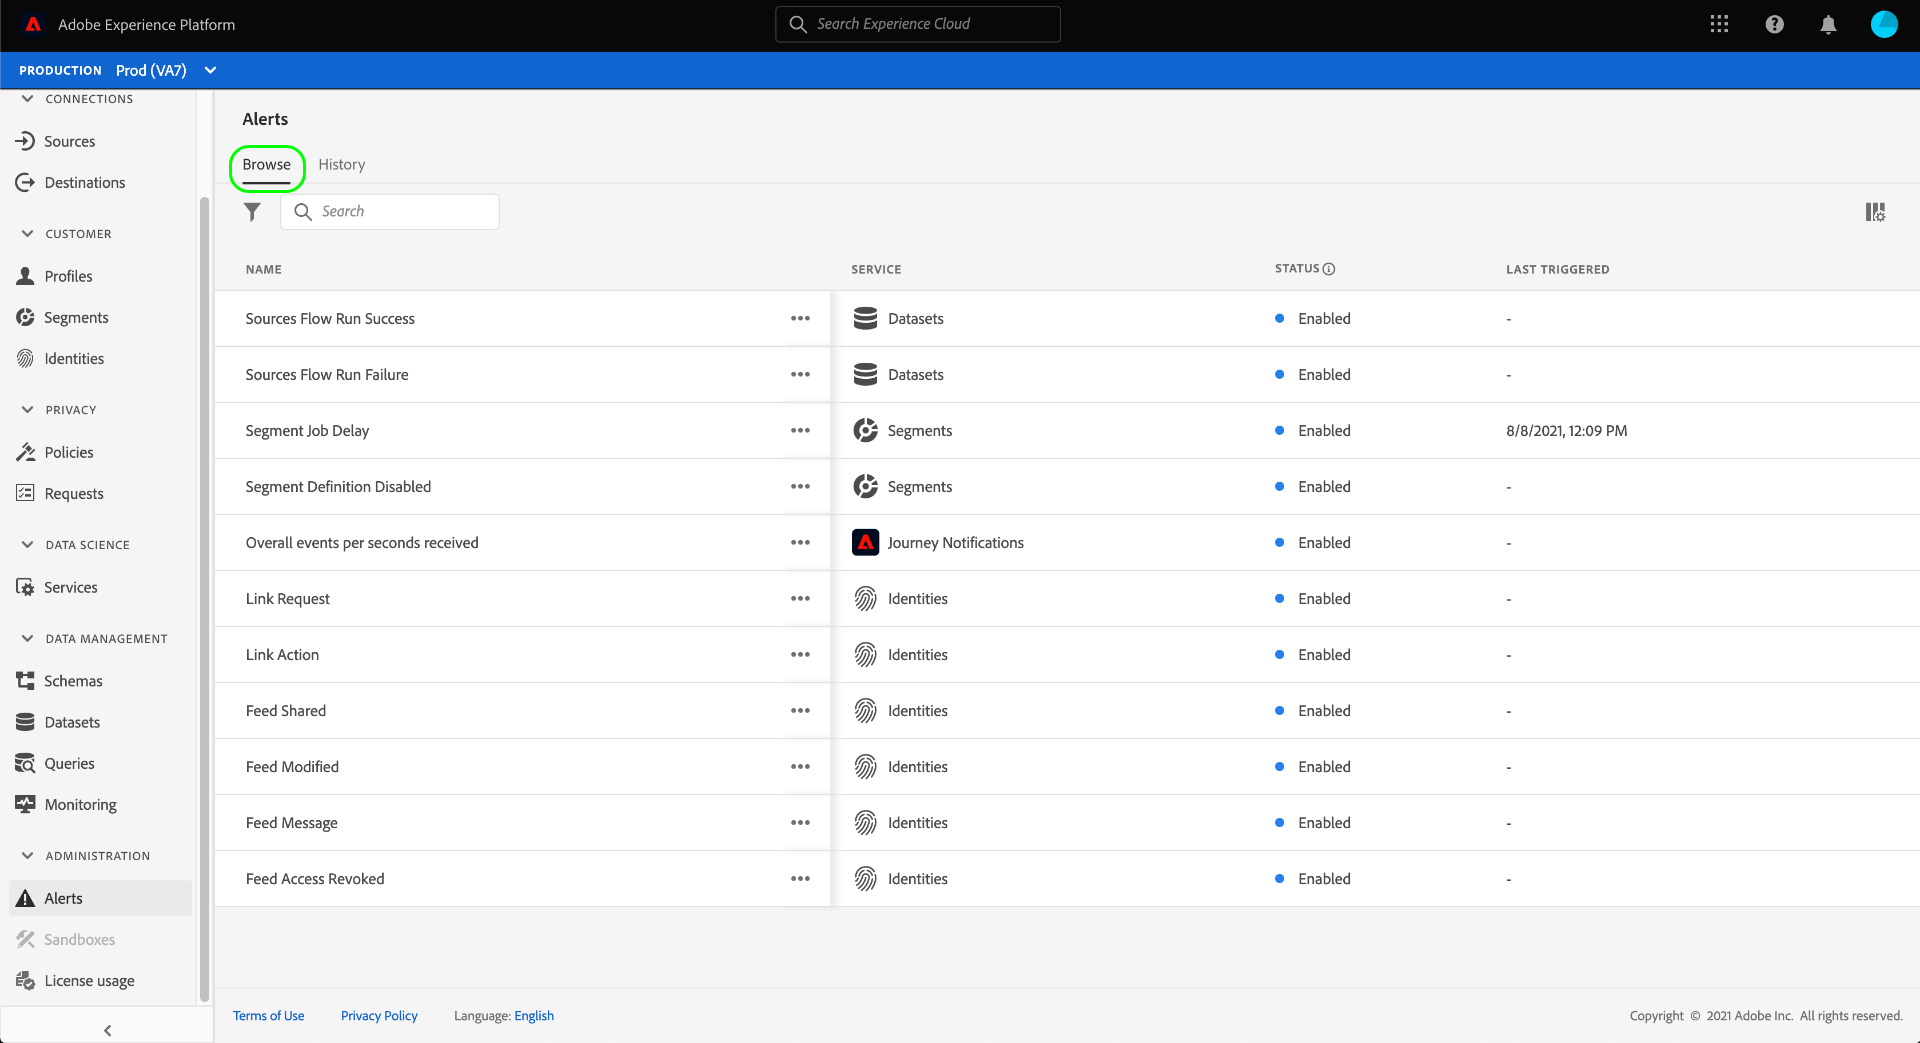 Adobe Experience Platform
Search Experience Cloud
PRODUCTION Prod (VA7)
CONNECTIONS
Sources
Destinations
CUSTOMER
Profiles
Segments
Identities
PRIVACY
Policies
Requests
DATA SCIENCE
Services
DATA MANAGEMENT
Schemas
Datasets
Queries
Monitoring
ADMINISTRATION
Alerts
Sandboxes
License usage
Alerts
Browse History
Search
NAME SERVICE STATUS LAST TRIGGERED
Sources Flow Run Success ••• Datasets Enabled -
Sources Flow Run Failure ••• Datasets Enabled -
Segment Job Delay ••• Segments Enabled 8/8/2021, 12:09 PM
Segment Definition Disabled ••• Segments Enabled -
Overall events per seconds received ••• Journey Notifications Enabled -
Link Request ••• Identities Enabled -
Link Action ••• Identities Enabled -
Feed Shared ••• Identities Enabled -
Feed Modified ••• Identities Enabled -
Feed Message ••• Identities Enabled -
Feed Access Revoked ••• Identities Enabled -
Terms of Use Privacy Policy Language: English Copyright © 2021 Adobe Inc. All rights reserved.